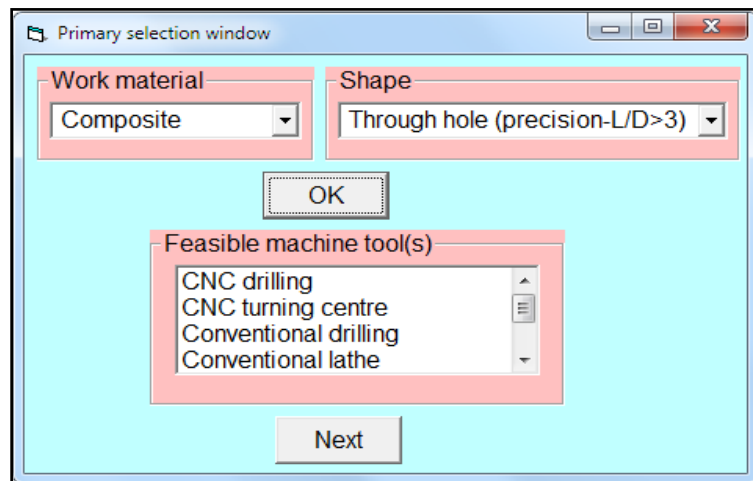 Primary selection window
Work material
Shape
Composite
Through hole (precision-L/D>3)
OK
Feasible machine tool(s)
CNC drilling
CNC turning centre
Conventional drilling
Conventional lathe
Next